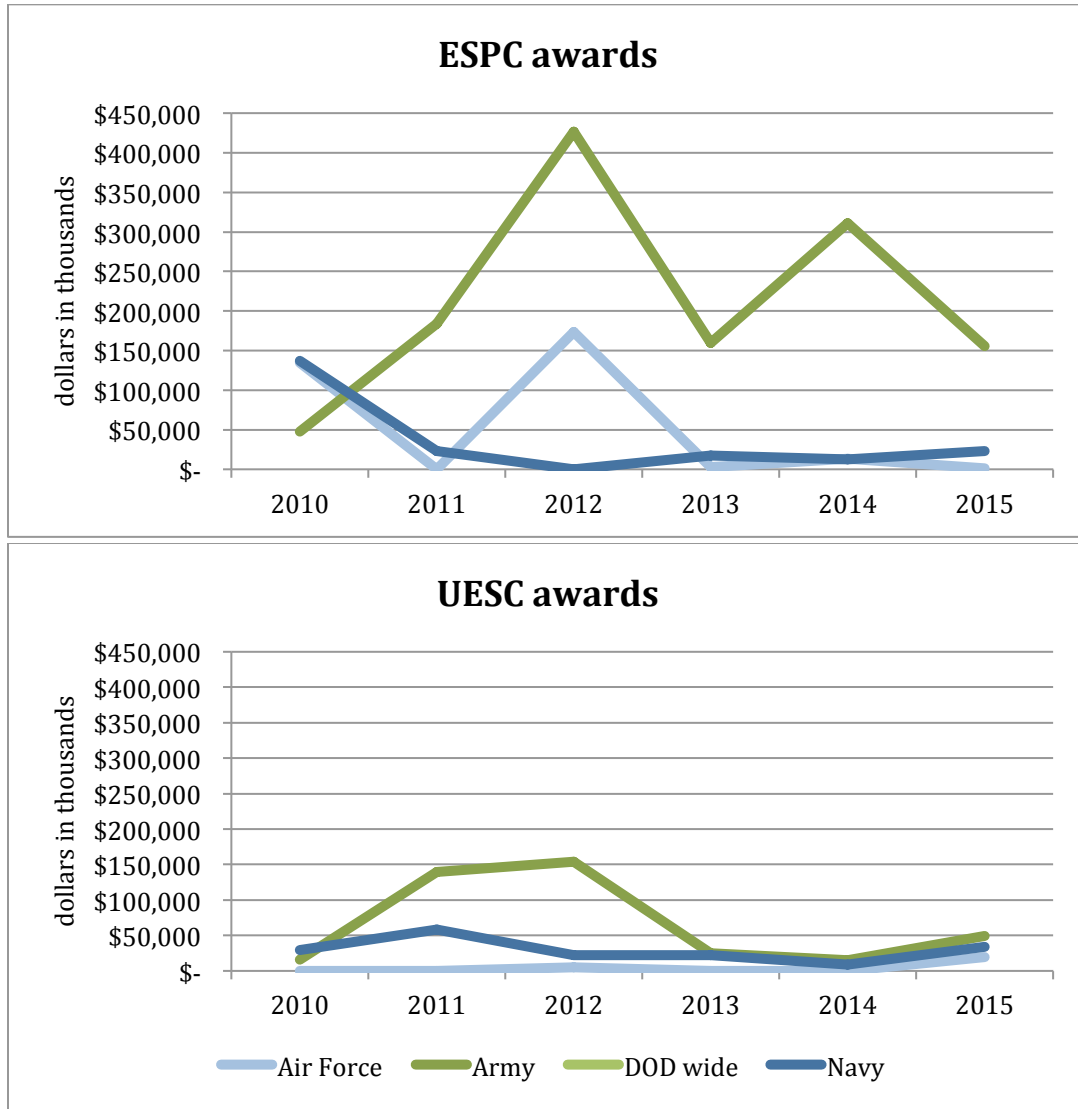 ESPC awards
dollars in thousands
$450,000
$400,000
$350,000
$300,000
$250,000
$200,000
$150,000
$100,000
$50,000
$-
2010 2011 2012 2013 2014 2015
UESC awards
dollars in thousands
$450,000
$400,000
$350,000
$300,000
$250,000
$200,000
$150,000
$100,000
$50,000
$-
2010 2011 2012 2013 2014 2015
Air Force Army DOD wide Navy